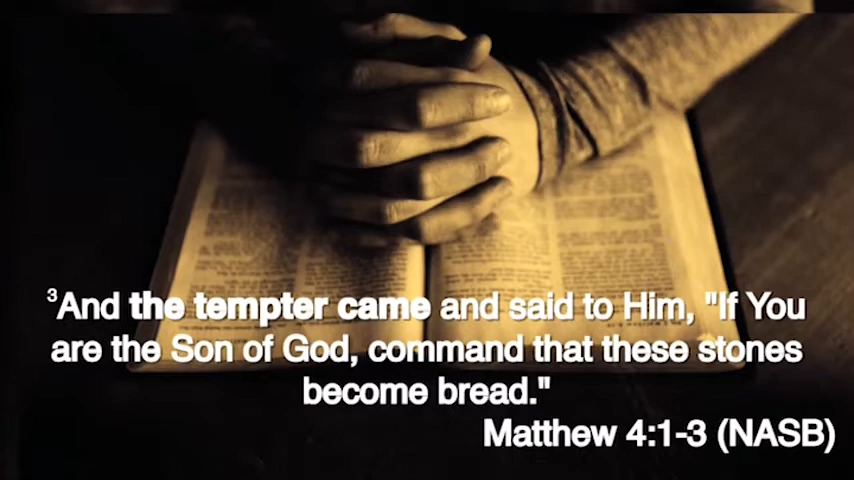 ³And the tempter came and said to Him, "If You
are the Son of God, command that these stones
become bread."
Matthew 4:1-3 (NASB)